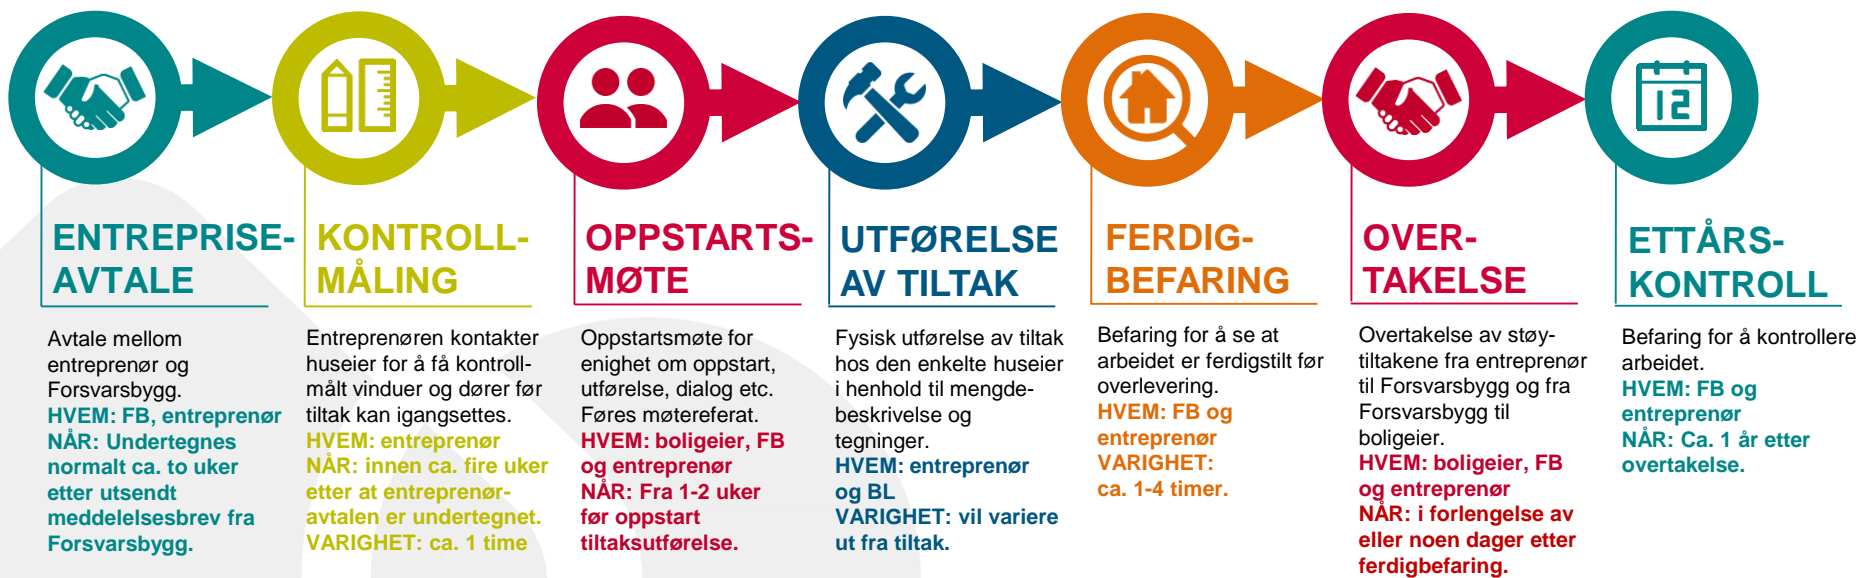 12
ENTREPRISE-
AVTALE
Avtale mellom
entreprenør og
Forsvarsbygg.
HVEM: FB, entreprenør
NÅR: Undertegnes
normalt ca. to uker
etter utsendt
meddelelsesbrev fra
Forsvarsbygg.
KONTROLL-
MÅLING
Entreprenøren kontakter
huseier for å få kontroll-
målt vinduer og dører før
tiltak kan igangsettes.
HVEM: entreprenør
NÅR: innen ca. fire uker
etter at entreprenør-
avtalen er undertegnet.
VARIGHET: ca. 1 time
OPPSTARTS-
MØTE
Oppstartsmøte for
enighet om oppstart,
utførelse, dialog etc.
Føres møtereferat.
HVEM: boligeier, FB
og entreprenør
NÅR: Fra 1-2 uker
før oppstart
tiltaksutførelse.
UTFØRELSE
AV TILTAK
Fysisk utførelse av tiltak
hos den enkelte huseier
i henhold til mengde-
beskrivelse og
tegninger.
HVEM: entreprenør
og BL
VARIGHET: vil variere
ut fra tiltak.
FERDIG-
BEFARING
Befaring for å se at
arbeidet er ferdigstilt før
overlevering.
HVEM: FB og
entreprenør
VARIGHET:
ca. 1-4 timer.
OVER-
TAKELSE
Overtakelse av støy-
tiltakene fra entreprenør
til Forsvarsbygg og fra
Forsvarsbygg til
boligeier.
HVEM: boligeier, FB
og entreprenør
NÅR: i forlengelse av
eller noen dager etter
ferdigbefaring.
ETTÅRS-
KONTROLL
Befaring for å kontrollere
arbeidet.
HVEM: FB og
entreprenør
NÅR: Ca. 1 år etter
overtakelse.